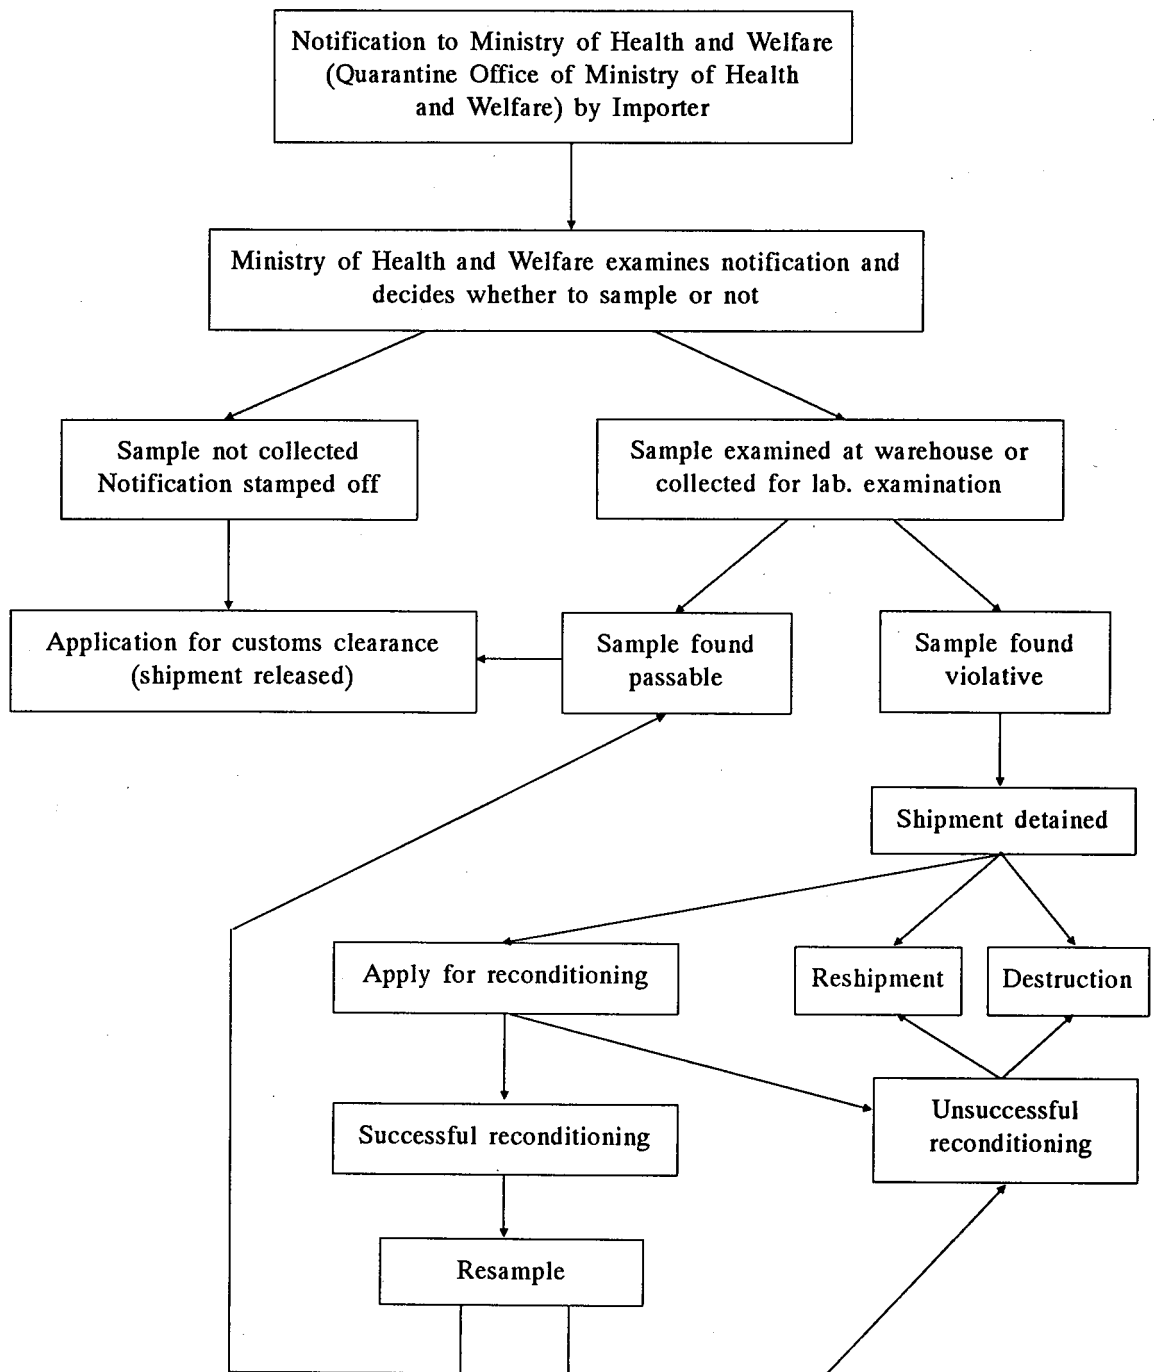 Notification to Ministry of Health and Welfare
(Quarantine Office of Ministry of Health
and Welfare) by Importer
Ministry of Health and Welfare examines notification and
decides whether to sample or not
Sample not collected
Notification stamped off
Sample examined at warehouse or
collected for lab. examination
Application for customs clearance
(shipment released)
Sample found
passable
Sample found
violative
Shipment detained
Apply for reconditioning
Reshipment
Destruction
Successful reconditioning
Unsuccessful
reconditioning
Resample